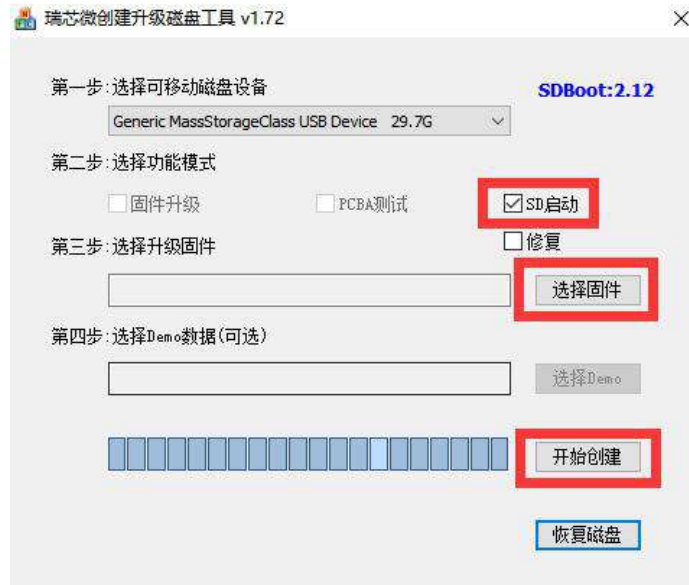 瑞芯微创建升级磁盘工具 v1.72
第一步:选择可移动磁盘设备
SDBoot:2.12
Generic MassStorageClass USB Device 29.7G
第二步:选择功能模式
固件升级 PCBA测试 SD启动
修复
第三步:选择升级固件
选择固件
第四步:选择Demo数据(可选)
选择Demo
开始创建
恢复磁盘